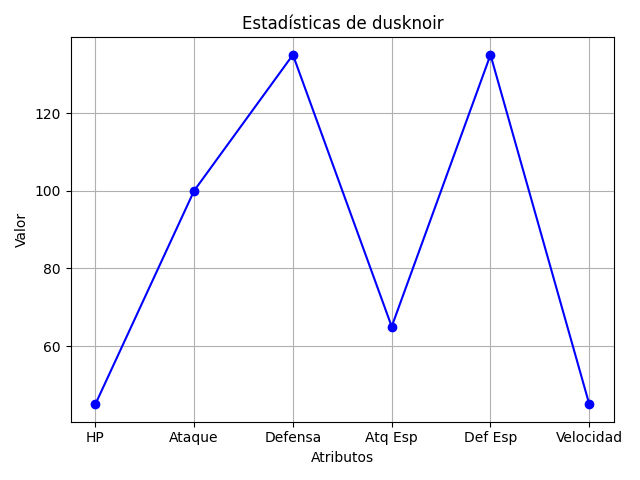 Estadísticas de dusknoir
Valor
120
100
80
60
HP Ataque Defensa Atq Esp Def Esp Velocidad
Atributos